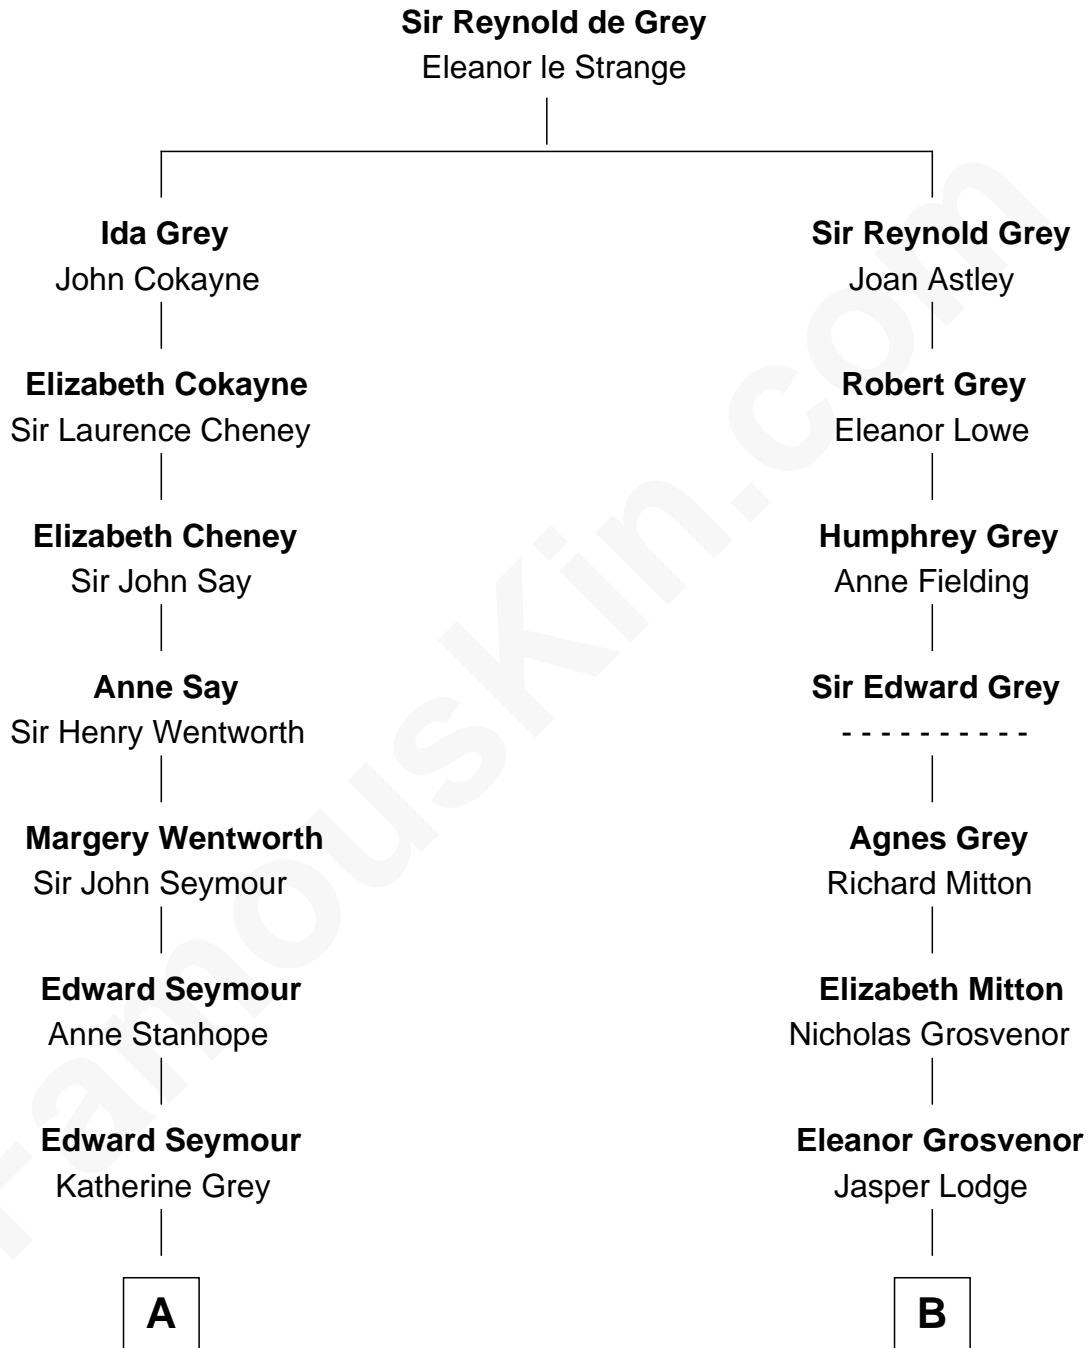 Sir Reynold de Grey
Eleanor le Strange
Ida Grey
John Cokayne
Sir Reynold Grey
Joan Astley
Elizabeth Cokayne
Sir Laurence Cheney
Robert Grey
Eleanor Lowe
Elizabeth Cheney
Sir John Say
Humphrey Grey
Anne Fielding
Anne Say
Sir Henry Wentworth
Sir Edward Grey
- - - - - - - - - -
Margery Wentworth
Sir John Seymour
Agnes Grey
Richard Mitton
Edward Seymour
Anne Stanhope
Elizabeth Mitton
Nicholas Grosvenor
Edward Seymour
Katherine Grey
Eleanor Grosvenor
Jasper Lodge
A
B
FamousKin.com